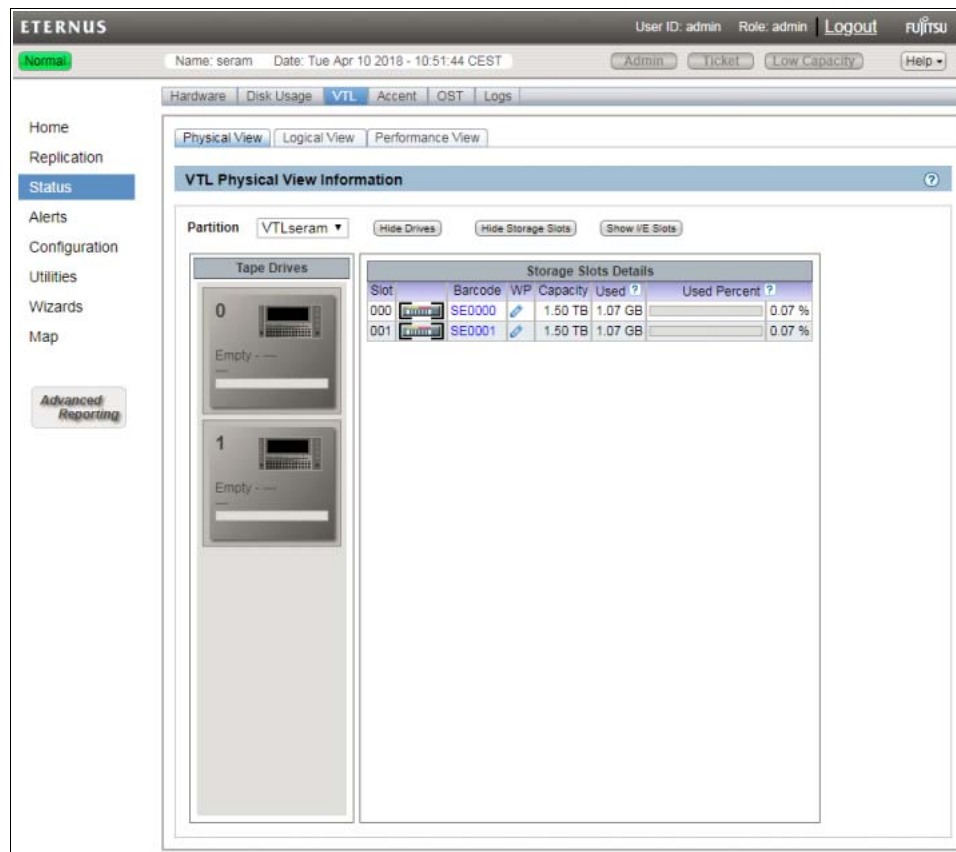 ETERNUS User ID: admin Role: admin Logout FUJITSU
Normal Name: seram Date: Tue Apr 10 2018 - 10:51:44 CEST Admin Ticket Low Capacity Help
Hardware Disk Usage VTL Accent OST Logs
Home
Replication
Status
Alerts
Configuration
Utilities
Wizards
Map
Advanced
Reporting
Physical View Logical View Performance View
VTL Physical View Information ?
Partition VTLseram Hide Drives Hide Storage Slots Show I/E Slots
Tape Drives
0
Empty - ---
---
1
Empty - ---
---
Storage Slots Details
Slot Barcode WP Capacity Used ? Used Percent ?
000 SE0000 1.50 TB 1.07 GB 0.07 %
001 SE0001 1.50 TB 1.07 GB 0.07 %